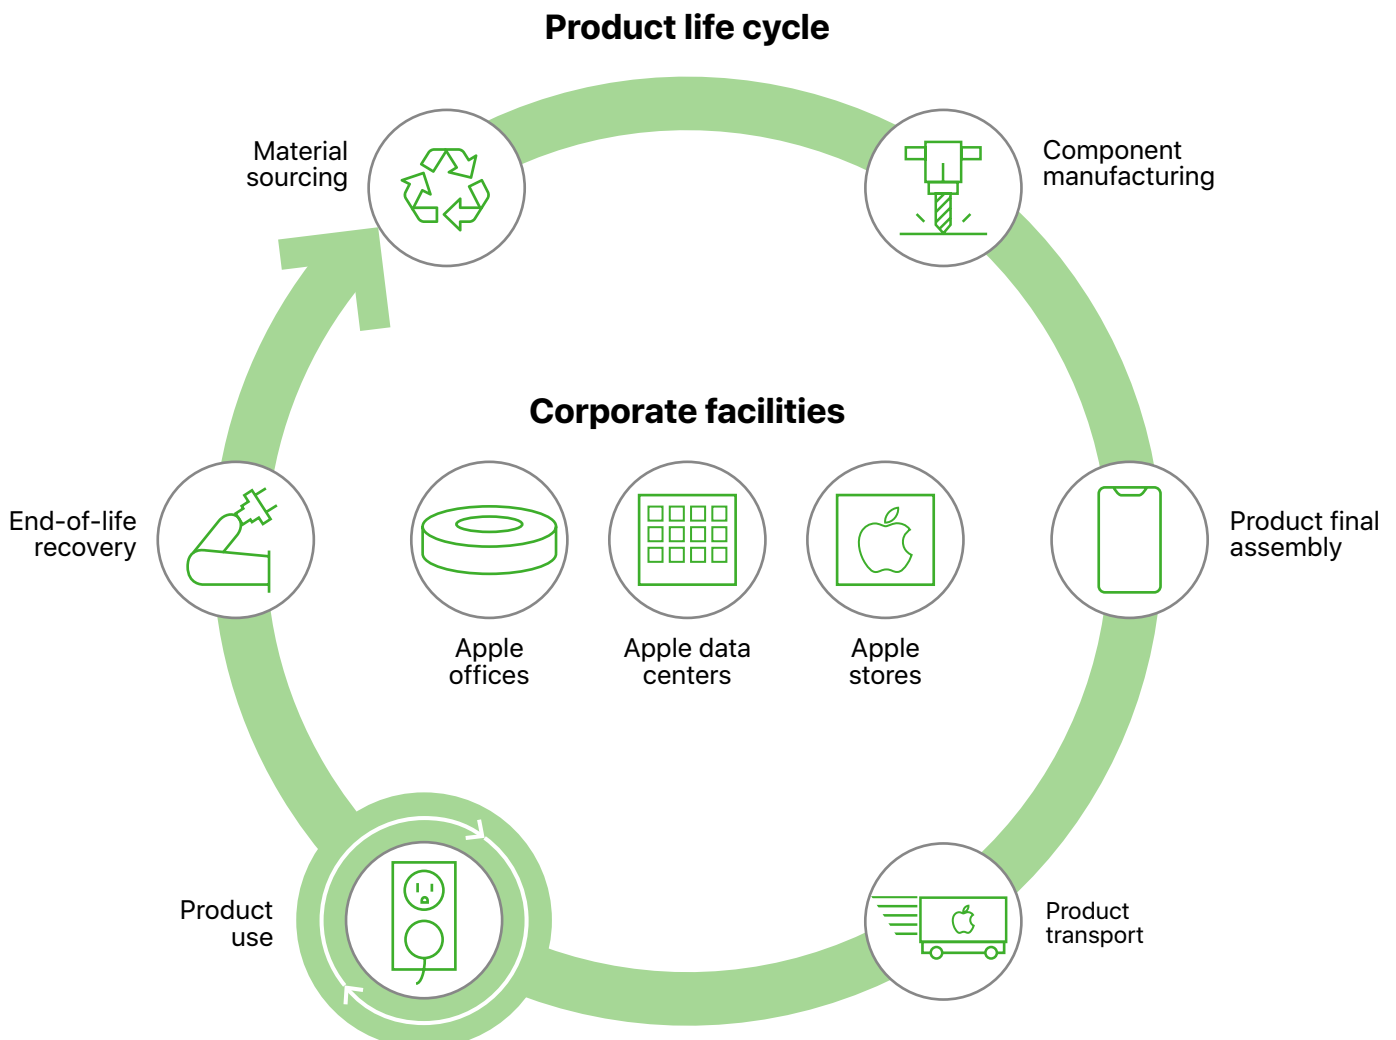 Product life cycle
Material
sourcing
Component
manufacturing
Corporate facilities
End-of-life
recovery
Apple
offices
Apple data
centers
Apple
stores
Product final
assembly
Product
use
Product
transport